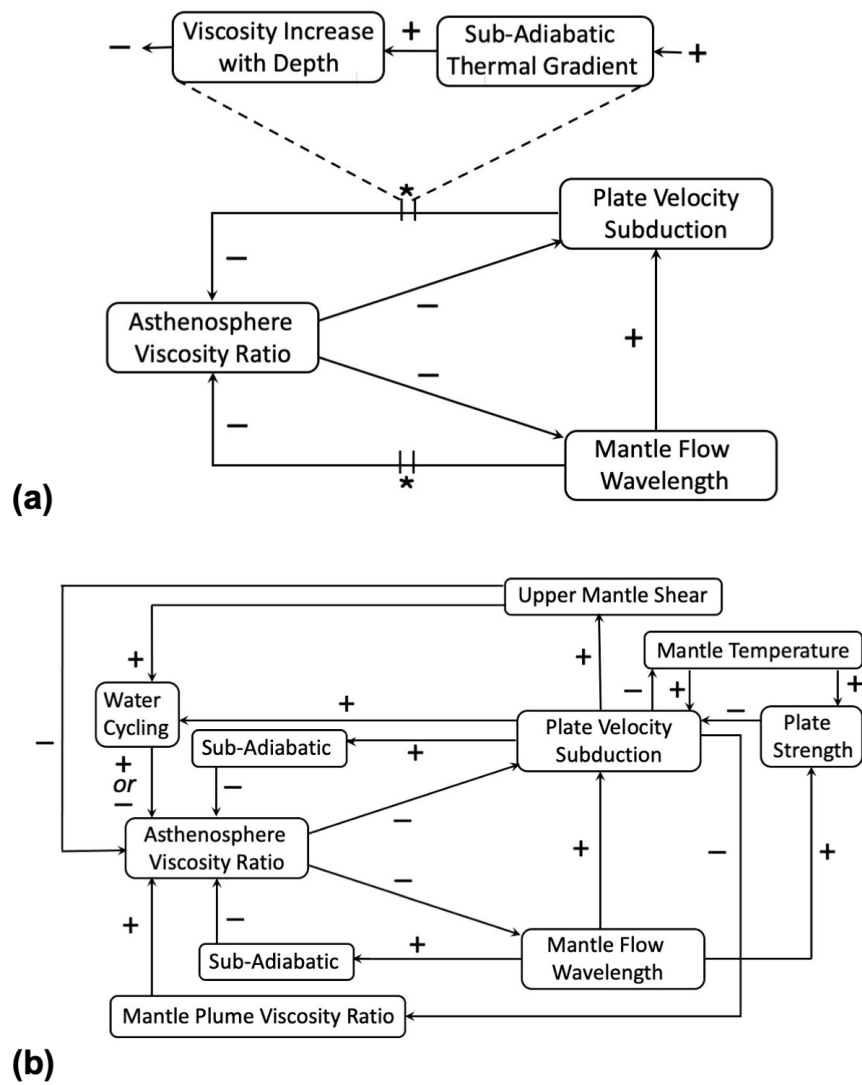 Viscosity Increase
with Depth
Sub-Adiabatic
Thermal Gradient
−
+
+
*
Plate Velocity
Subduction
−
−
Asthenosphere
Viscosity Ratio
+
−
−
Mantle Flow
Wavelength
*
(a)
Upper Mantle Shear
Mantle Temperature
+
+
−
+
+
Water
Cycling
+
−
Plate
Strength
Plate Velocity
Subduction
−
Sub-Adiabatic
+
+
or
−
−
Asthenosphere
Viscosity Ratio
−
−
+
−
+
+
−
+
Sub-Adiabatic
Mantle Flow
Wavelength
Mantle Plume Viscosity Ratio
(b)